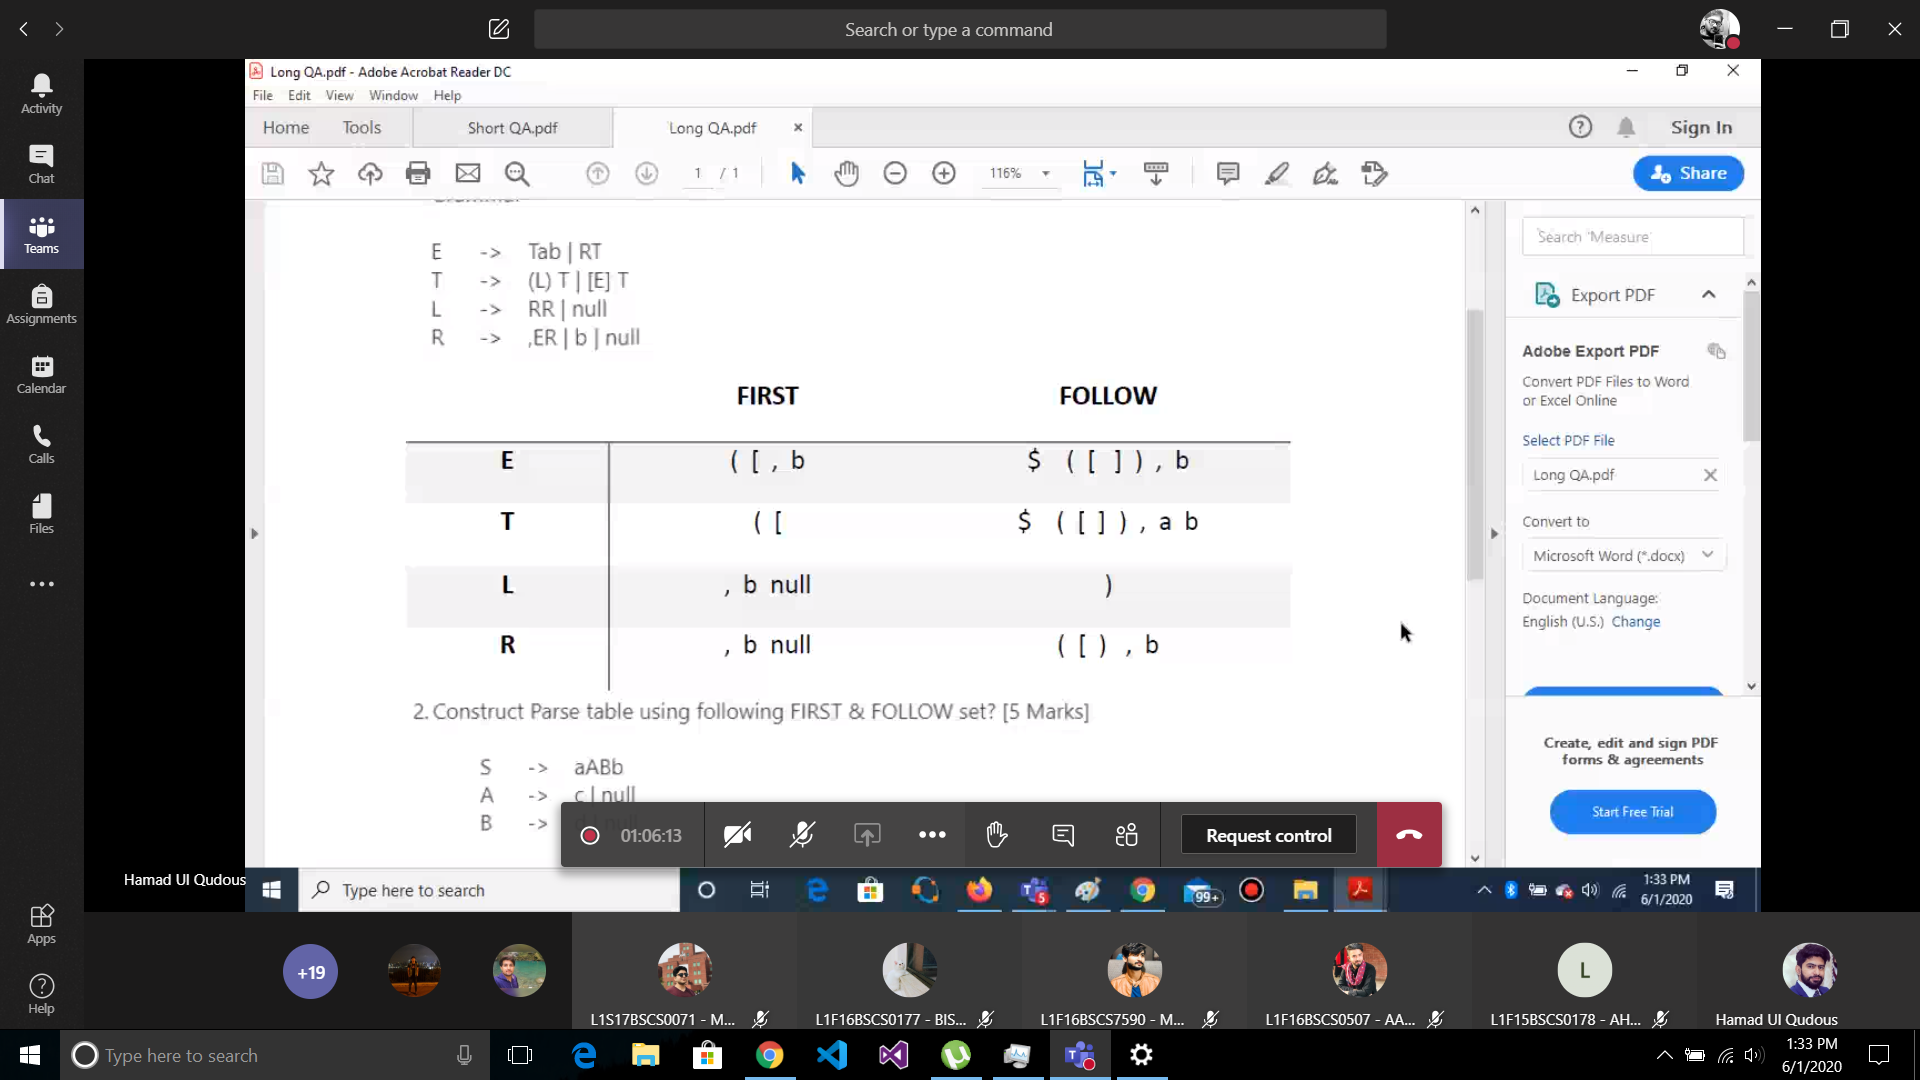 Search or type a command
Activity
Chat
Teams
Assignments
Calendar
Calls
Files
Apps
Help
Long QA.pdf - Adobe Acrobat Reader DC
File Edit View Window Help
Home Tools Short QA.pdf Long QA.pdf × Sign In
1 / 1 116% Share
E -> Tab | RT
T -> (L) T | [E] T
L -> RR | null
R -> ,ER | b | null
FIRST FOLLOW
E ( [ , b $ ( [ ] ) , b
T ( [ $ ( [ ] ) , a b
L , b null )
R , b null ( [ ) , b
2. Construct Parse table using following FIRST & FOLLOW set? [5 Marks]
S -> aABb
A -> c | null
B ->
Search 'Measure'
Export PDF
Adobe Export PDF
Convert PDF Files to Word
or Excel Online
Select PDF File
Long QA.pdf
Convert to
Microsoft Word (*.docx)
Document Language:
English (U.S.) Change
Create, edit and sign PDF
forms & agreements
Start Free Trial
01:06:13 Request control
Hamad Ul Qudous
Type here to search 5 99+ 1:33 PM
6/1/2020
+19
L
L1S17BSCS0071 - M... L1F16BSCS0177 - BIS... L1F16BSCS7590 - M... L1F16BSCS0507 - AA... L1F15BSCS0178 - AH... Hamad Ul Qudous
Type here to search 1:33 PM
6/1/2020